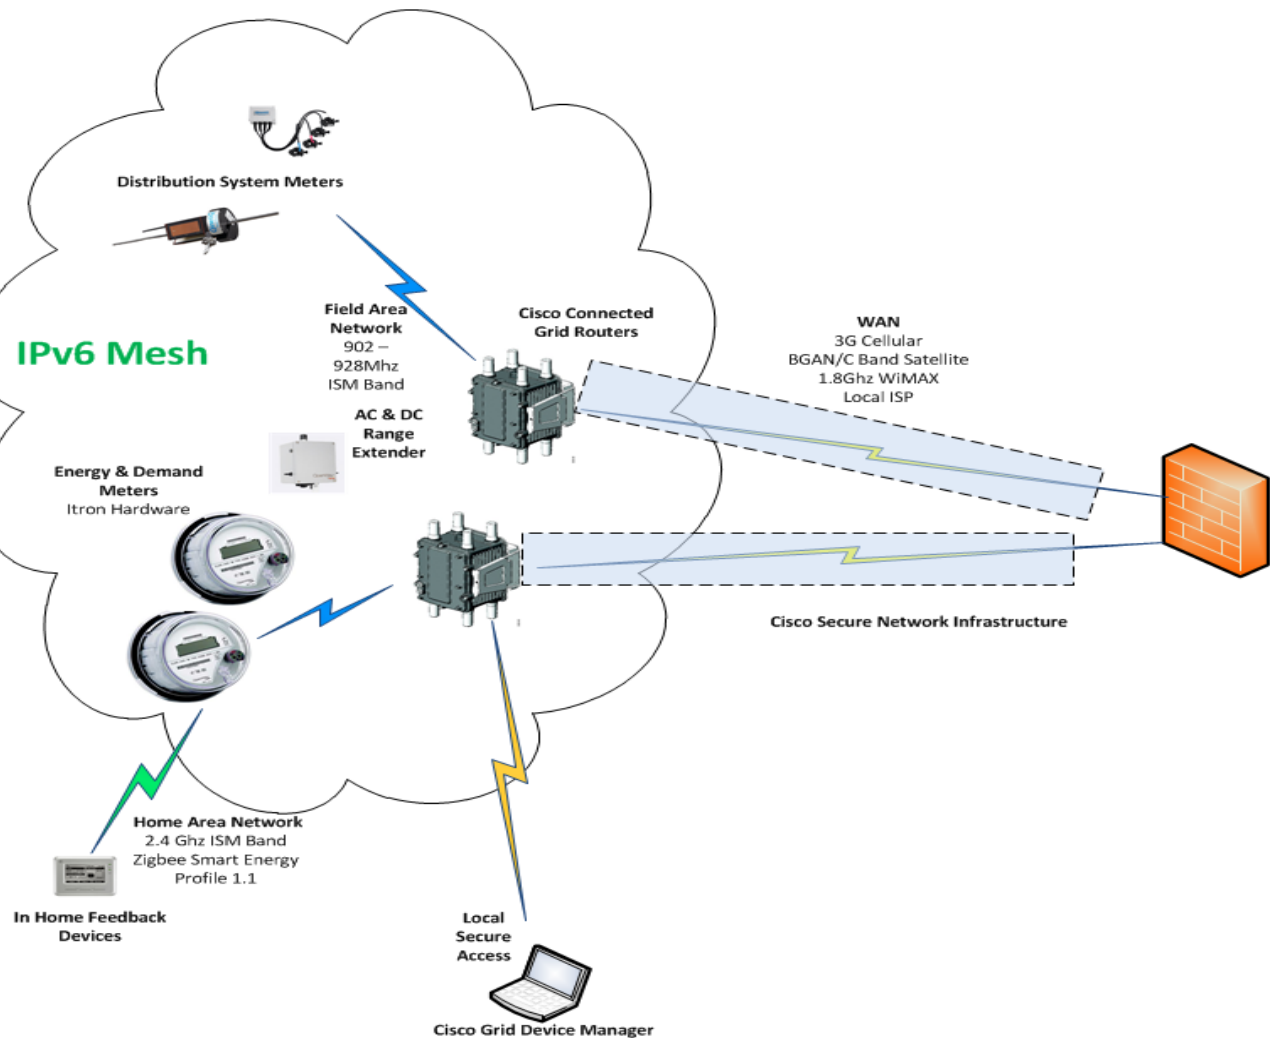 Distribution System Meters
Field Area
Network
902 –
928Mhz
ISM Band
Cisco Connected
Grid Routers
WAN
3G Cellular
BGAN/C Band Satellite
1.8Ghz WiMAX
Local ISP
IPv6 Mesh
AC & DC
Range
Extender
Energy & Demand
Meters
Itron Hardware
Cisco Secure Network Infrastructure
Home Area Network
2.4 Ghz ISM Band
Zigbee Smart Energy
Profile 1.1
In Home Feedback
Devices
Local
Secure
Access
Cisco Grid Device Manager